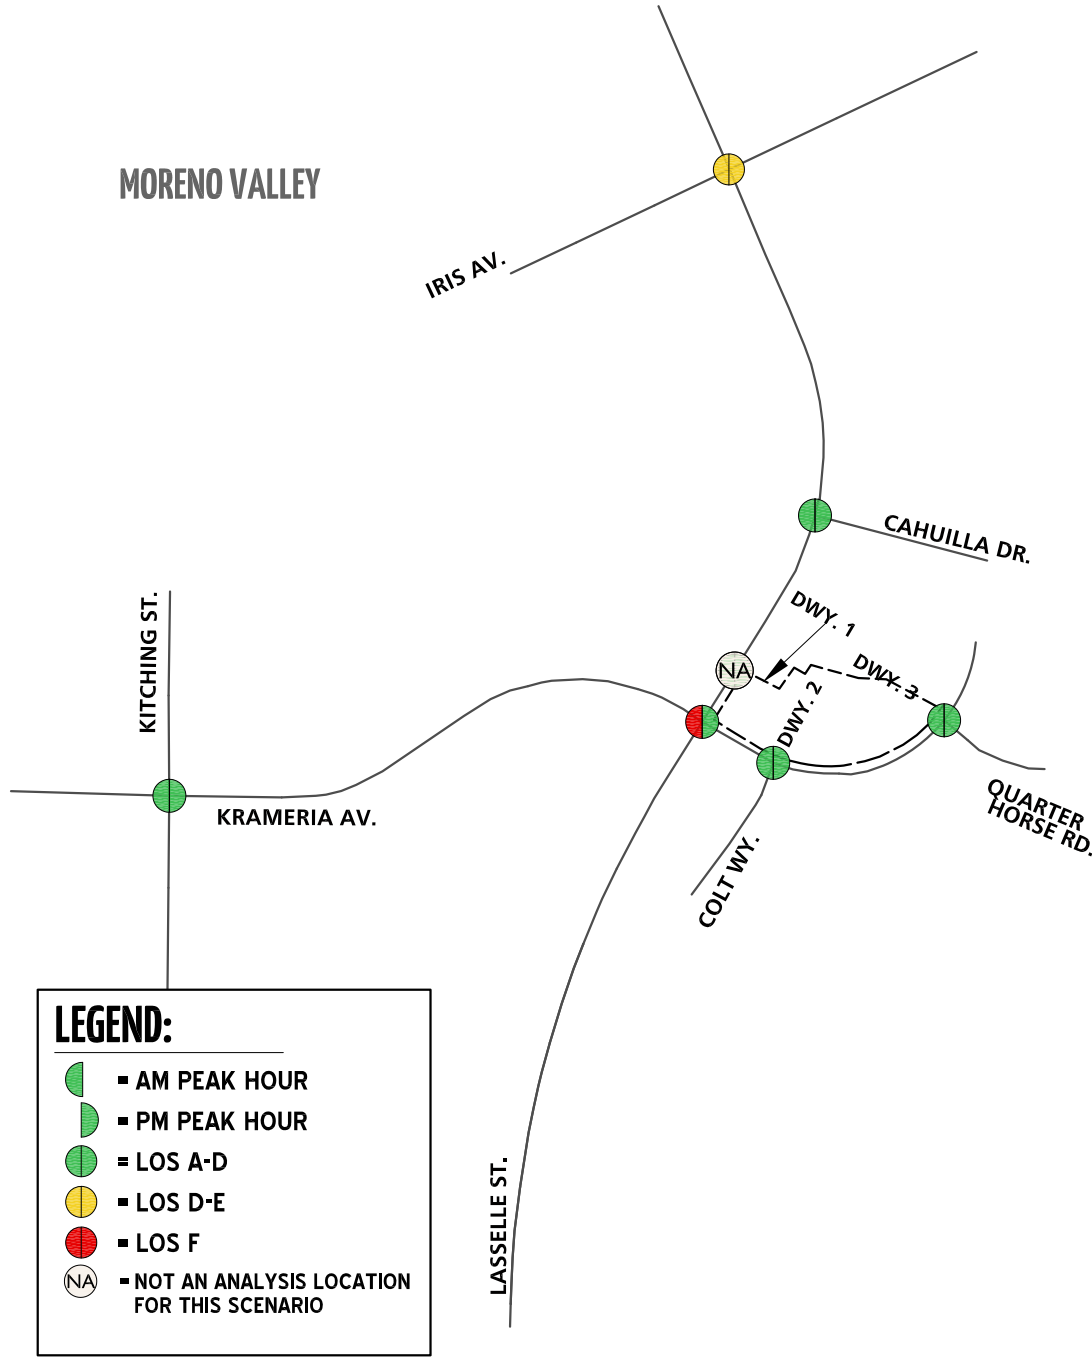 MORENO VALLEY
IRIS AV.
CAHUILLA DR.
DWY. 1
KITCHING ST.
NA
DWY. 3
DWY. 2
KRAMERIA AV.
QUARTER
HORSE RD.
COLT WY.
LASSELLE ST.
LEGEND:
= AM PEAK HOUR
= PM PEAK HOUR
= LOS A-D
= LOS D-E
= LOS F
NA = NOT AN ANALYSIS LOCATION
FOR THIS SCENARIO